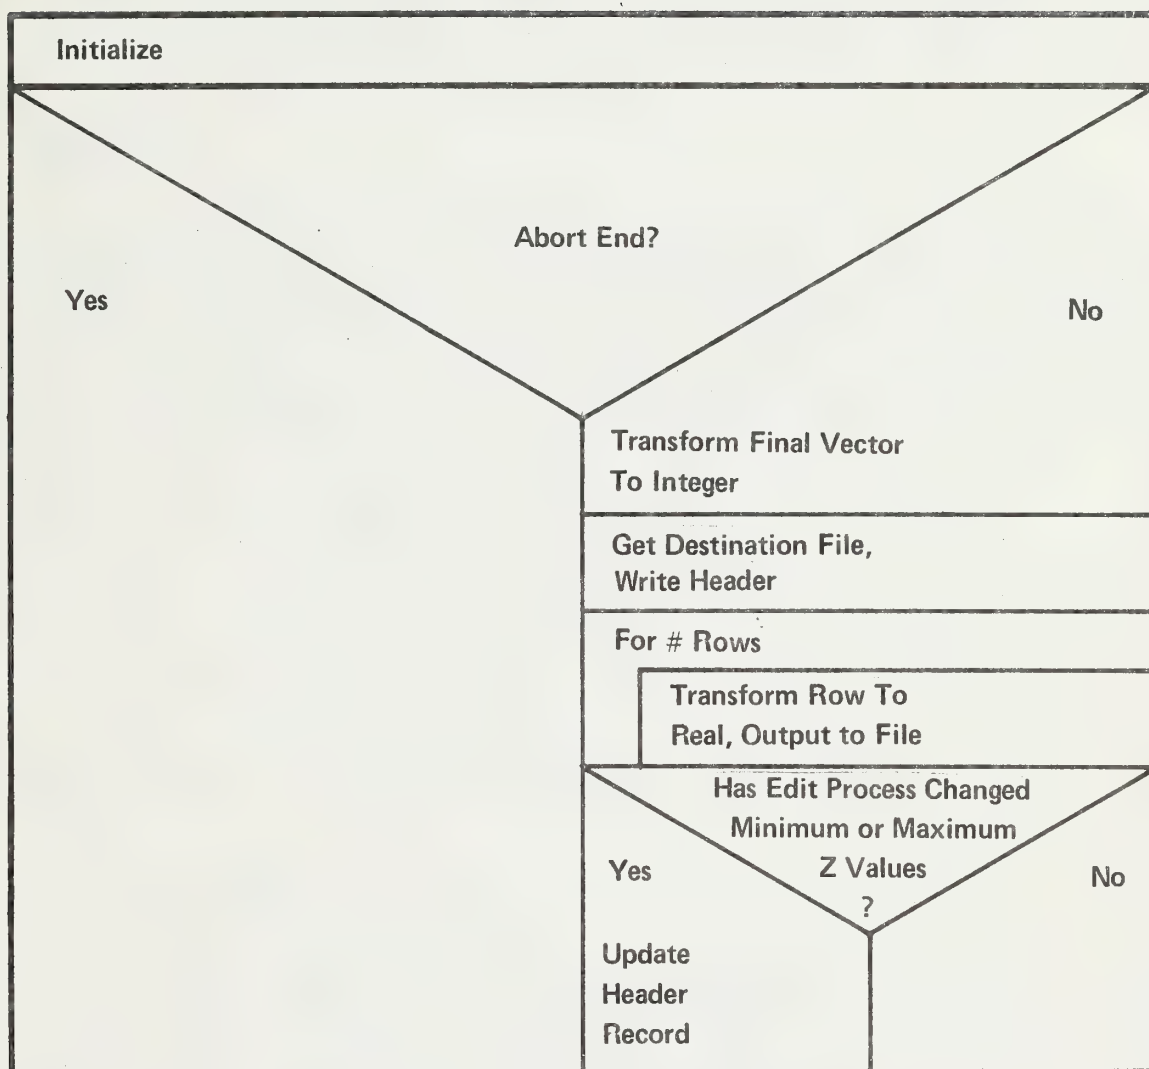 Initialize
Abort End?
Yes
No
Transform Final Vector
To Integer
Get Destination File,
Write Header
For # Rows
Transform Row To
Real, Output to File
Has Edit Process Changed
Minimum or Maximum
Z Values
?
Yes
No
Update
Header
Record